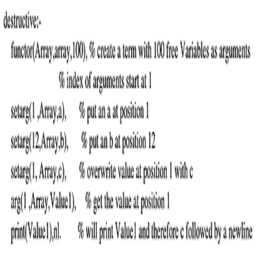 destructive:-
functor(Array,array,100), % create a term with 100 free Variables as arguments
% index of arguments start at 1
setarg(1 ,Array,a), % put an a at position 1
setarg(12,Array,b), % put an b at position 12
setarg(1, Array,c), % overwrite value at position 1 with c
arg(1 ,Array,Value1), % get the value at position 1
print(Value1),nl. % will print Value1 and therefore c followed by a newline